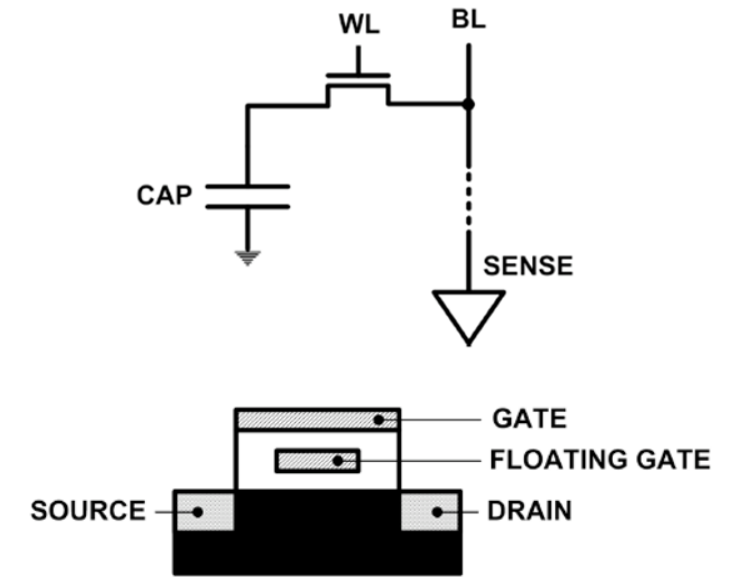 WL
BL
CAP
SENSE
GATE
FLOATING GATE
SOURCE
DRAIN